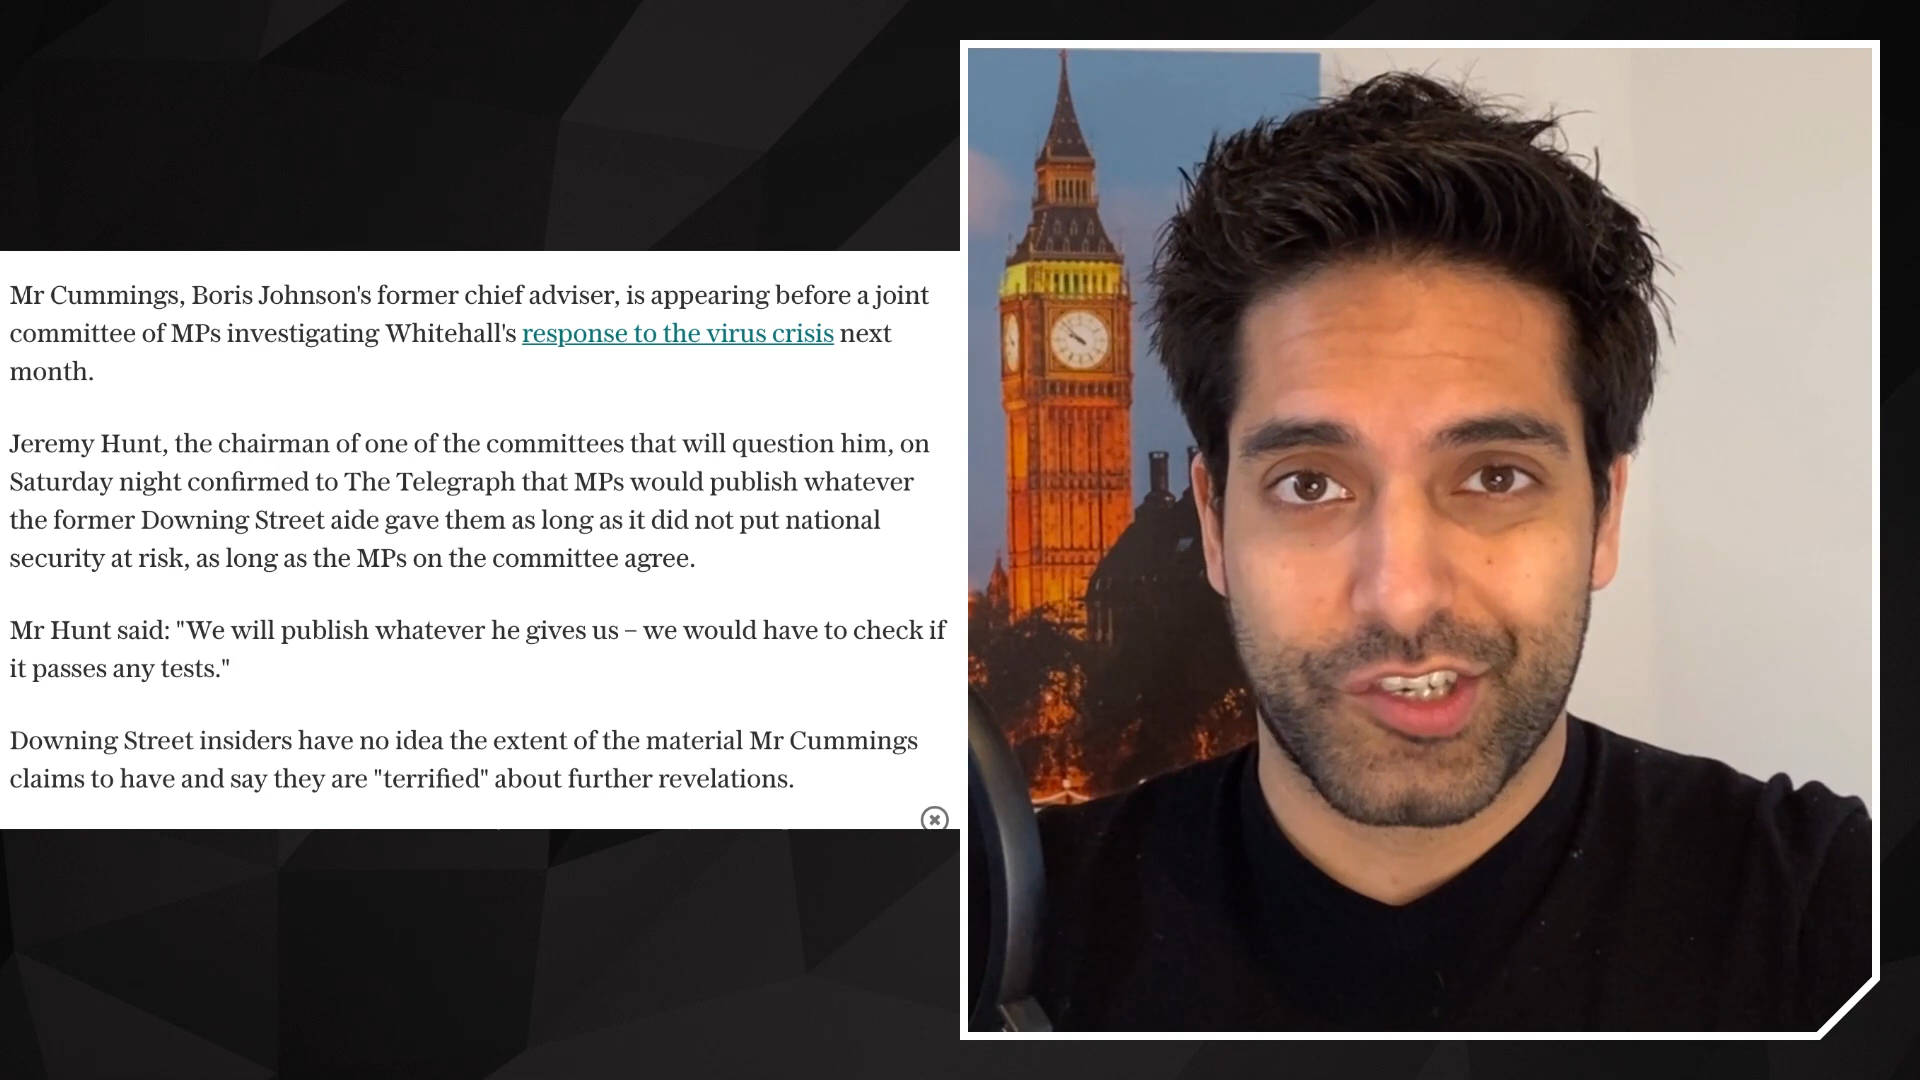 Mr Cummings, Boris Johnson's former chief adviser, is appearing before a joint
committee of MPs investigating Whitehall's response to the virus crisis next
month.
Jeremy Hunt, the chairman of one of the committees that will question him, on
Saturday night confirmed to The Telegraph that MPs would publish whatever
the former Downing Street aide gave them as long as it did not put national
security at risk, as long as the MPs on the committee agree.
Mr Hunt said: "We will publish whatever he gives us – we would have to check if
it passes any tests."
Downing Street insiders have no idea the extent of the material Mr Cummings
claims to have and say they are "terrified" about further revelations.